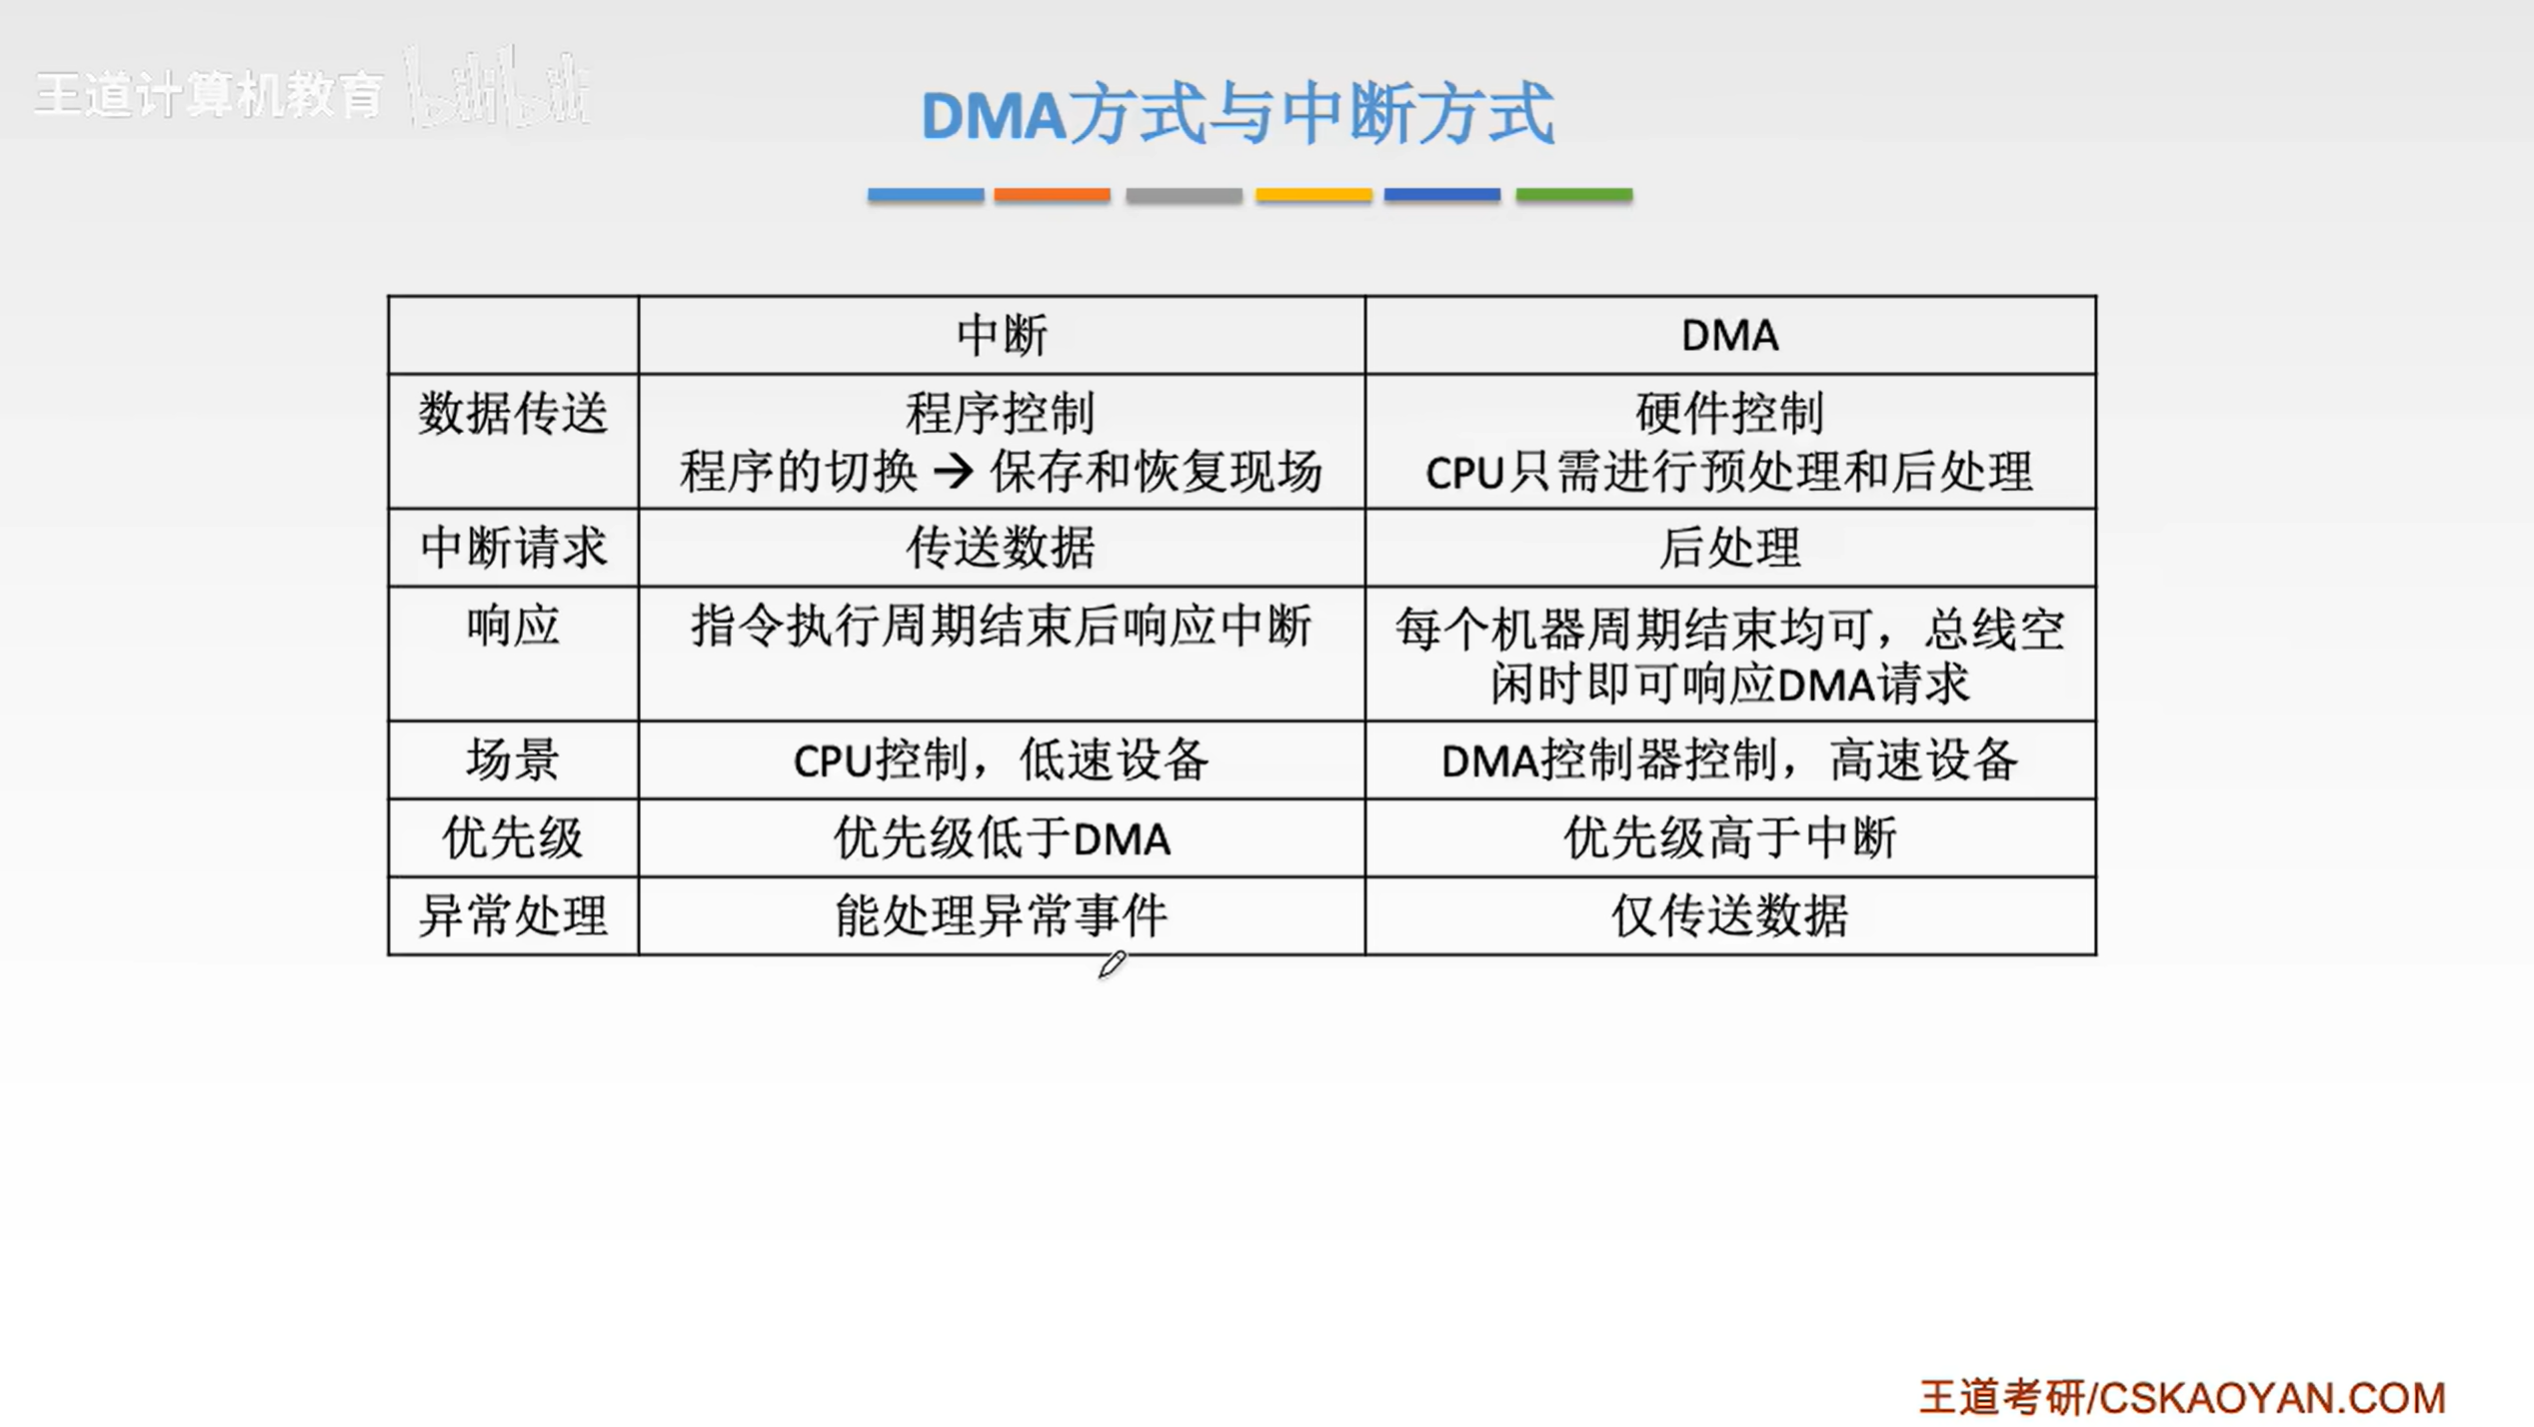 王道计算机教育 bilibili
DMA方式与中断方式
中断 DMA
数据传送 程序控制 硬件控制
程序的切换 → 保存和恢复现场 CPU只需进行预处理和后处理
中断请求 传送数据 后处理
响应 指令执行周期结束后响应中断 每个机器周期结束均可，总线空
闲时即可响应DMA请求
场景 CPU控制，低速设备 DMA控制器控制，高速设备
优先级 优先级低于DMA 优先级高于中断
异常处理 能处理异常事件 仅传送数据
王道考研/CSKAOYAN.COM